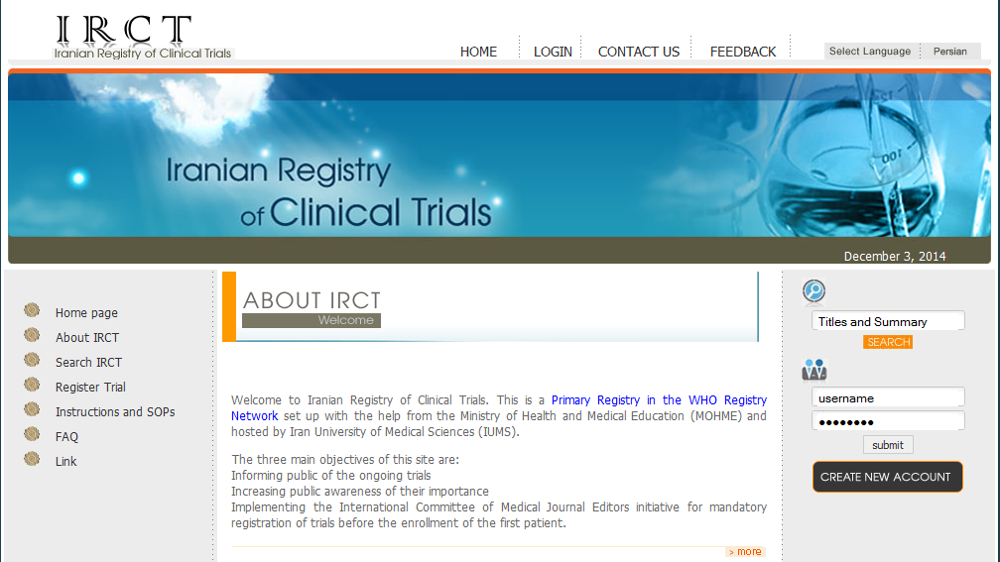 IRCT
Iranian Registry of Clinical Trials
HOME
LOGIN
CONTACT US
FEEDBACK
Select Language
Persian
Iranian Registry
of Clinical Trials
100
December 3, 2014
Home page
About IRCT
Search IRCT
Register Trial
Instructions and SOPs
FAQ
Link
ABOUT IRCT
Welcome
Welcome to Iranian Registry of Clinical Trials. This is a Primary Registry in the WHO Registry
Network set up with the help from the Ministry of Health and Medical Education (MOHME) and
hosted by Iran University of Medical Sciences (IUMS).
The three main objectives of this site are:
Informing public of the ongoing trials
Increasing public awareness of their importance
Implementing the International Committee of Medical Journal Editors initiative for mandatory
registration of trials before the enrollment of the first patient.
> more
Titles and Summary
SEARCH
username
••••••••
submit
CREATE NEW ACCOUNT